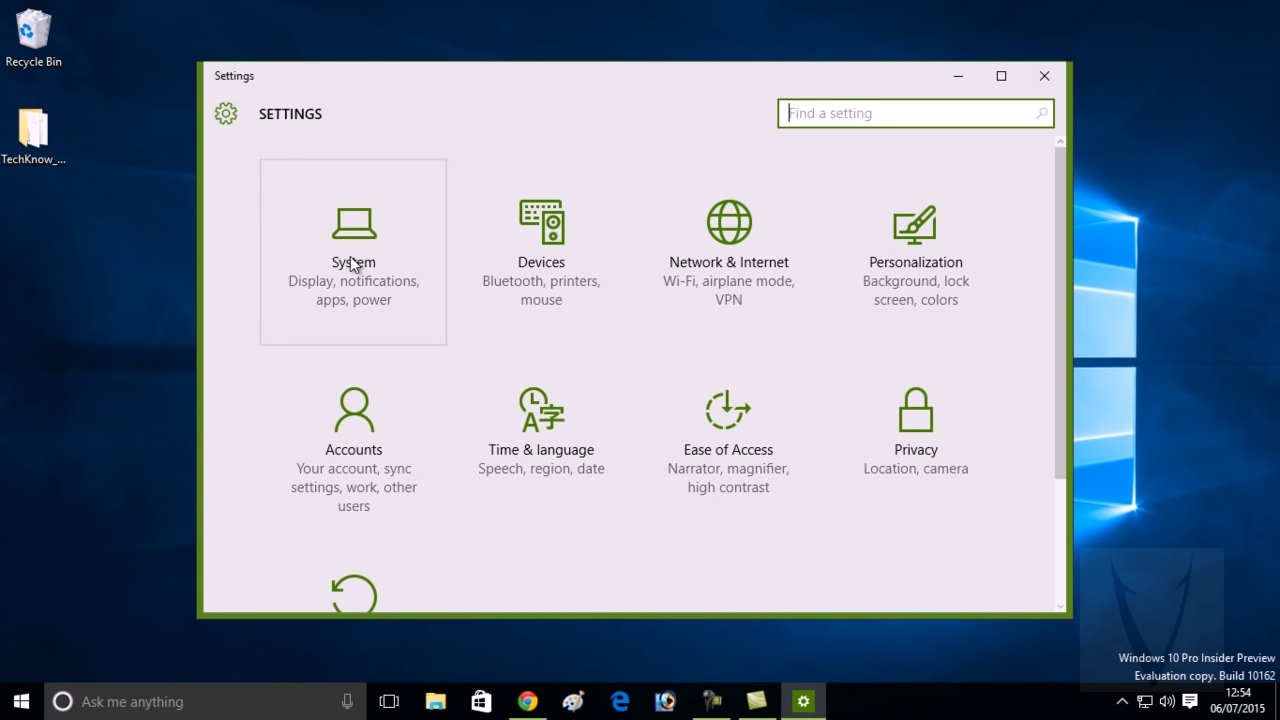 Recycle Bin
TechKnow_...
Settings
SETTINGS
Find a setting
System
Display, notifications,
apps, power
Devices
Bluetooth, printers,
mouse
Network & Internet
Wi-Fi, airplane mode,
VPN
Personalization
Background, lock
screen, colors
Accounts
Your account, sync
settings, work, other
users
Time & language
Speech, region, date
Ease of Access
Narrator, magnifier,
high contrast
Privacy
Location, camera
Windows 10 Pro Insider Preview
Evaluation copy. Build 10162
Ask me anything
12:54
06/07/2015